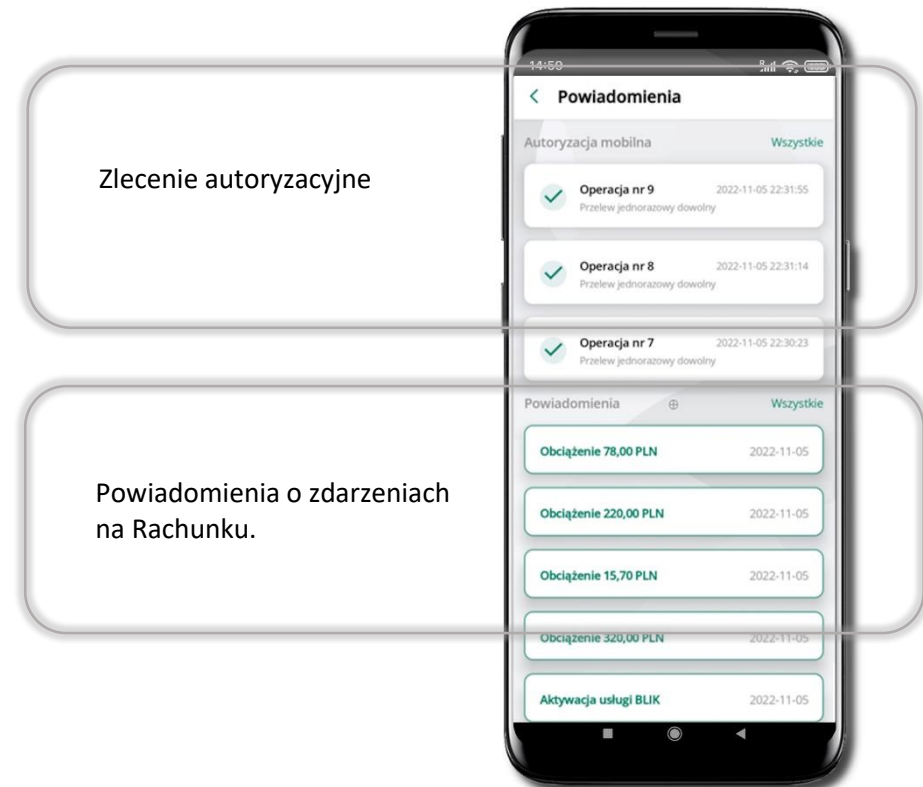 14:50
Powiadomienia
Autoryzacja mobilna Wszystkie
Zlecenie autoryzacyjne
Operacja nr 9 2022-11-05 22:31:55
Przelew jednorazowy dowolny
Operacja nr 8 2022-11-05 22:31:14
Przelew jednorazowy dowolny
Operacja nr 7 2022-11-05 22:30:23
Przelew jednorazowy dowolny
Powiadomienia Wszystkie
Obciążenie 78,00 PLN 2022-11-05
Powiadomienia o zdarzeniach
na Rachunku.
Obciążenie 220,00 PLN 2022-11-05
Obciążenie 15,70 PLN 2022-11-05
Obciążenie 320,00 PLN 2022-11-05
Aktywacja usługi BLIK 2022-11-05